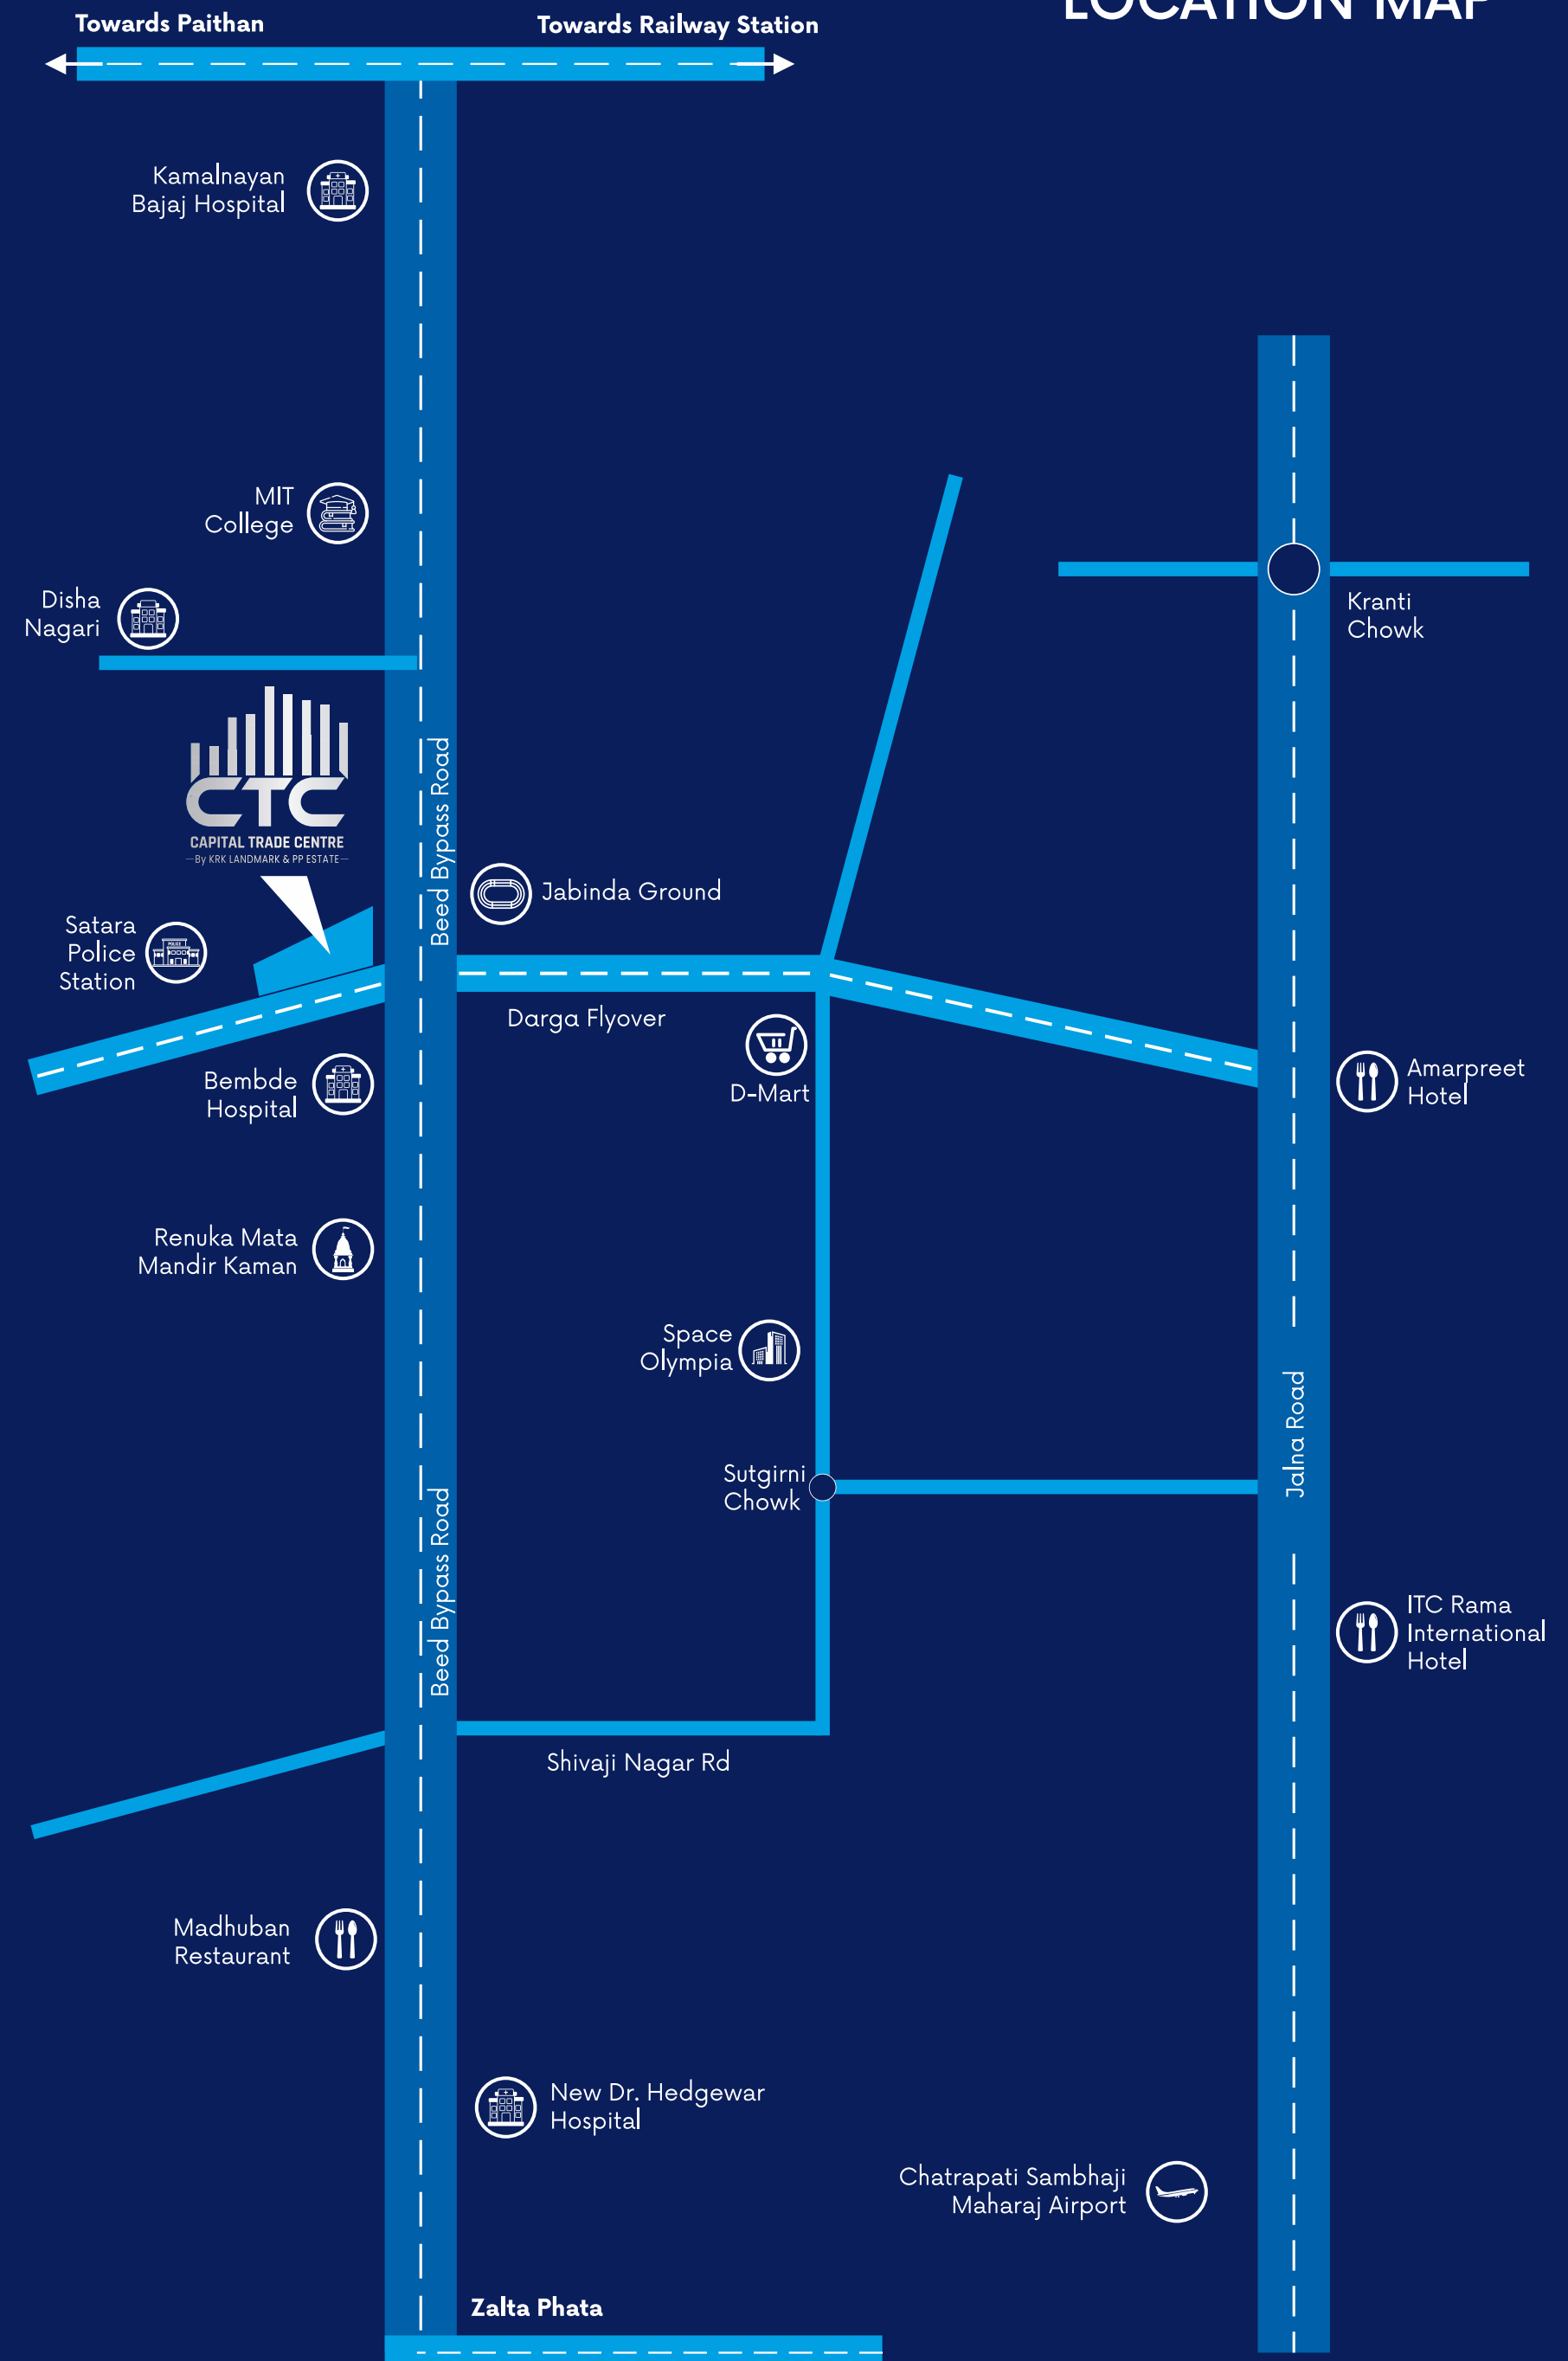 LOCATION MAP
Towards Paithan
Towards Railway Station
Kamalnayan
Bajaj Hospital
MIT
College
Disha
Nagari
Kranti
Chowk
Beed Bypass Road
CTC
CAPITAL TRADE CENTRE
By KRK LANDMARK & PP ESTATE
Jabinda Ground
Satara
Police
Station
POLICE
Darga Flyover
D-Mart
Bembde
Hospital
Amarpreet
Hotel
Renuka Mata
Mandir Kaman
Space
Olympia
Jalna Road
Sutgirni
Chowk
Beed Bypass Road
ITC Rama
International
Hotel
Shivaji Nagar Rd
Madhuban
Restaurant
New Dr. Hedgewar
Hospital
Chatrapati Sambhaji
Maharaj Airport
Zalta Phata